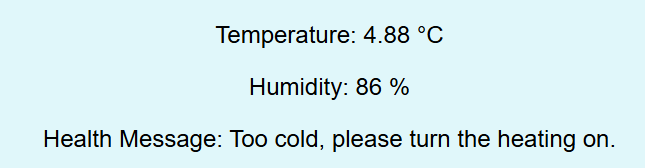 Temperature: 4.88 °C
Humidity: 86 %
Health Message: Too cold, please turn the heating on.